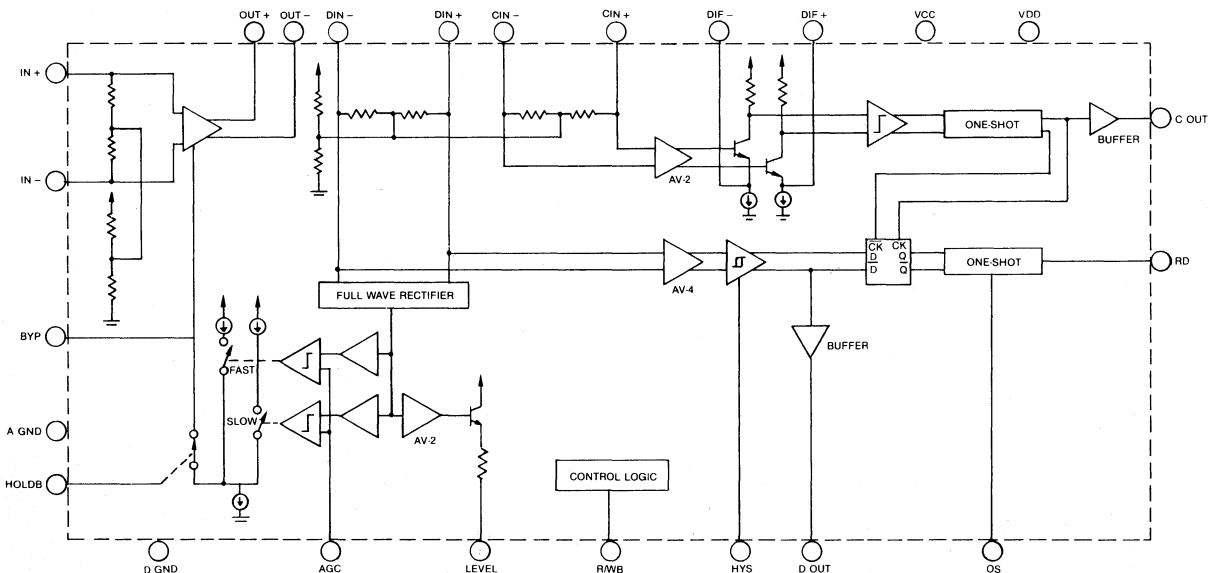 OUT + OUT - DIN - DIN + CIN - CIN + DIF - DIF + VCC VDD
IN +
IN -
AV-2
ONE-SHOT
BUFFER
C OUT
CK CK
D Q
D Q
AV-4
ONE-SHOT
RD
FULL WAVE RECTIFIER
BYP
FAST
BUFFER
SLOW
AV-2
A GND
HOLDB
CONTROL LOGIC
D GND AGC LEVEL R/WB HYS D OUT OS